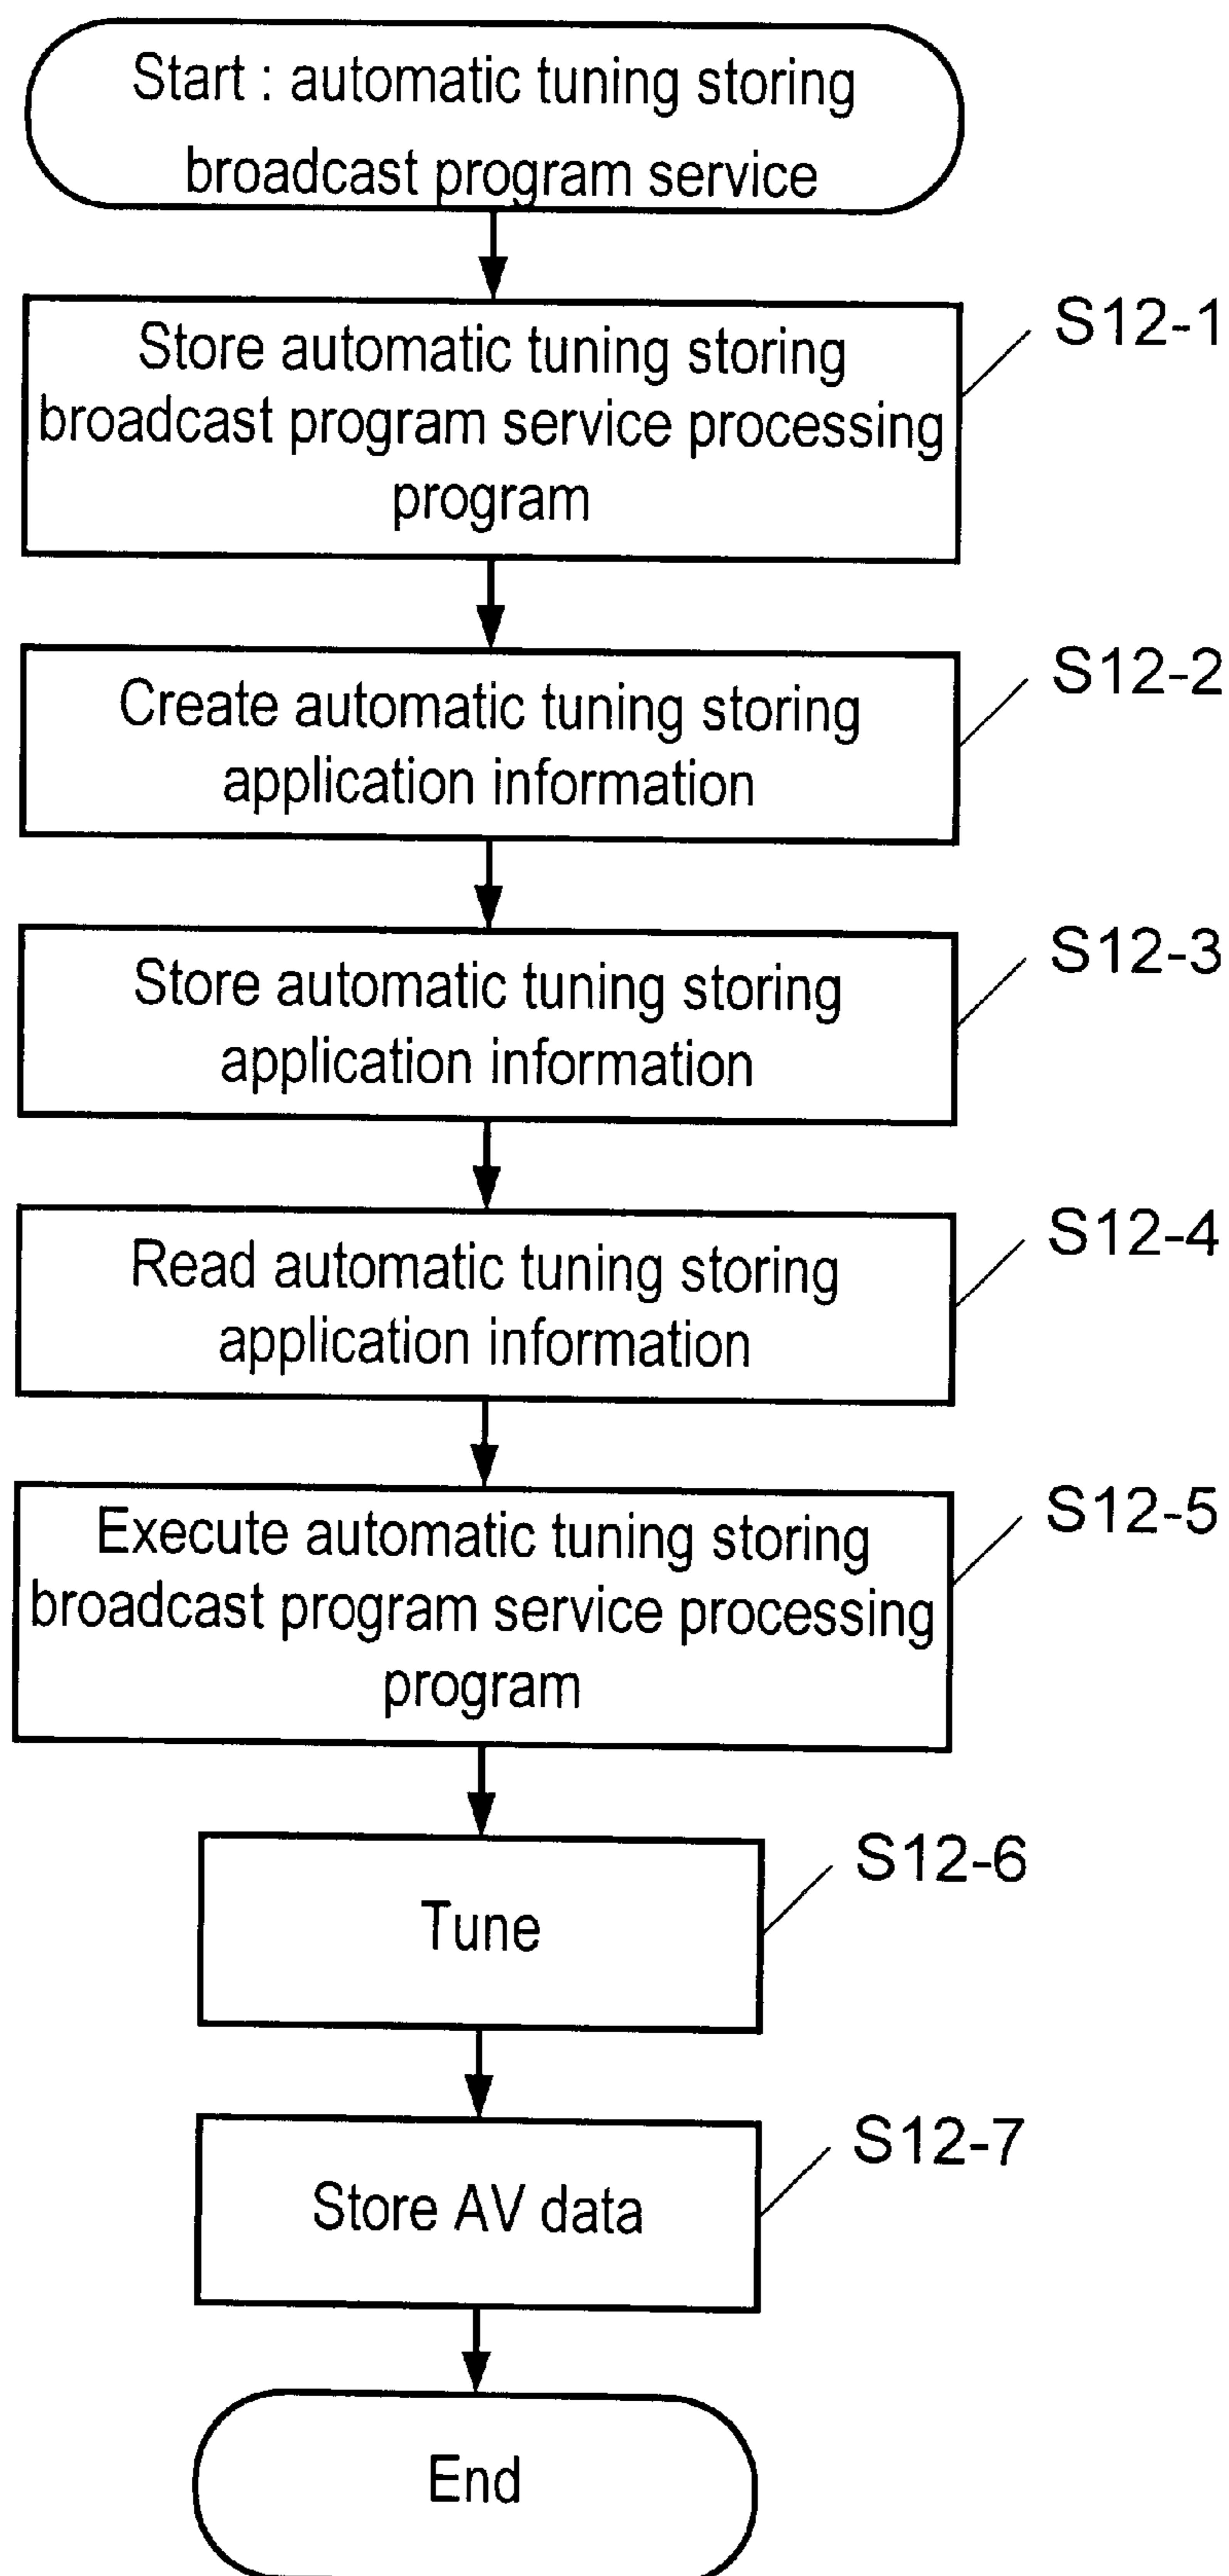 Start : automatic tuning storing
broadcast program service
Store automatic tuning storing
broadcast program service processing
program
S12-1
Create automatic tuning storing
application information
S12-2
Store automatic tuning storing
application information
S12-3
Read automatic tuning storing
application information
S12-4
Execute automatic tuning storing
broadcast program service processing
program
S12-5
Tune
S12-6
Store AV data
S12-7
End